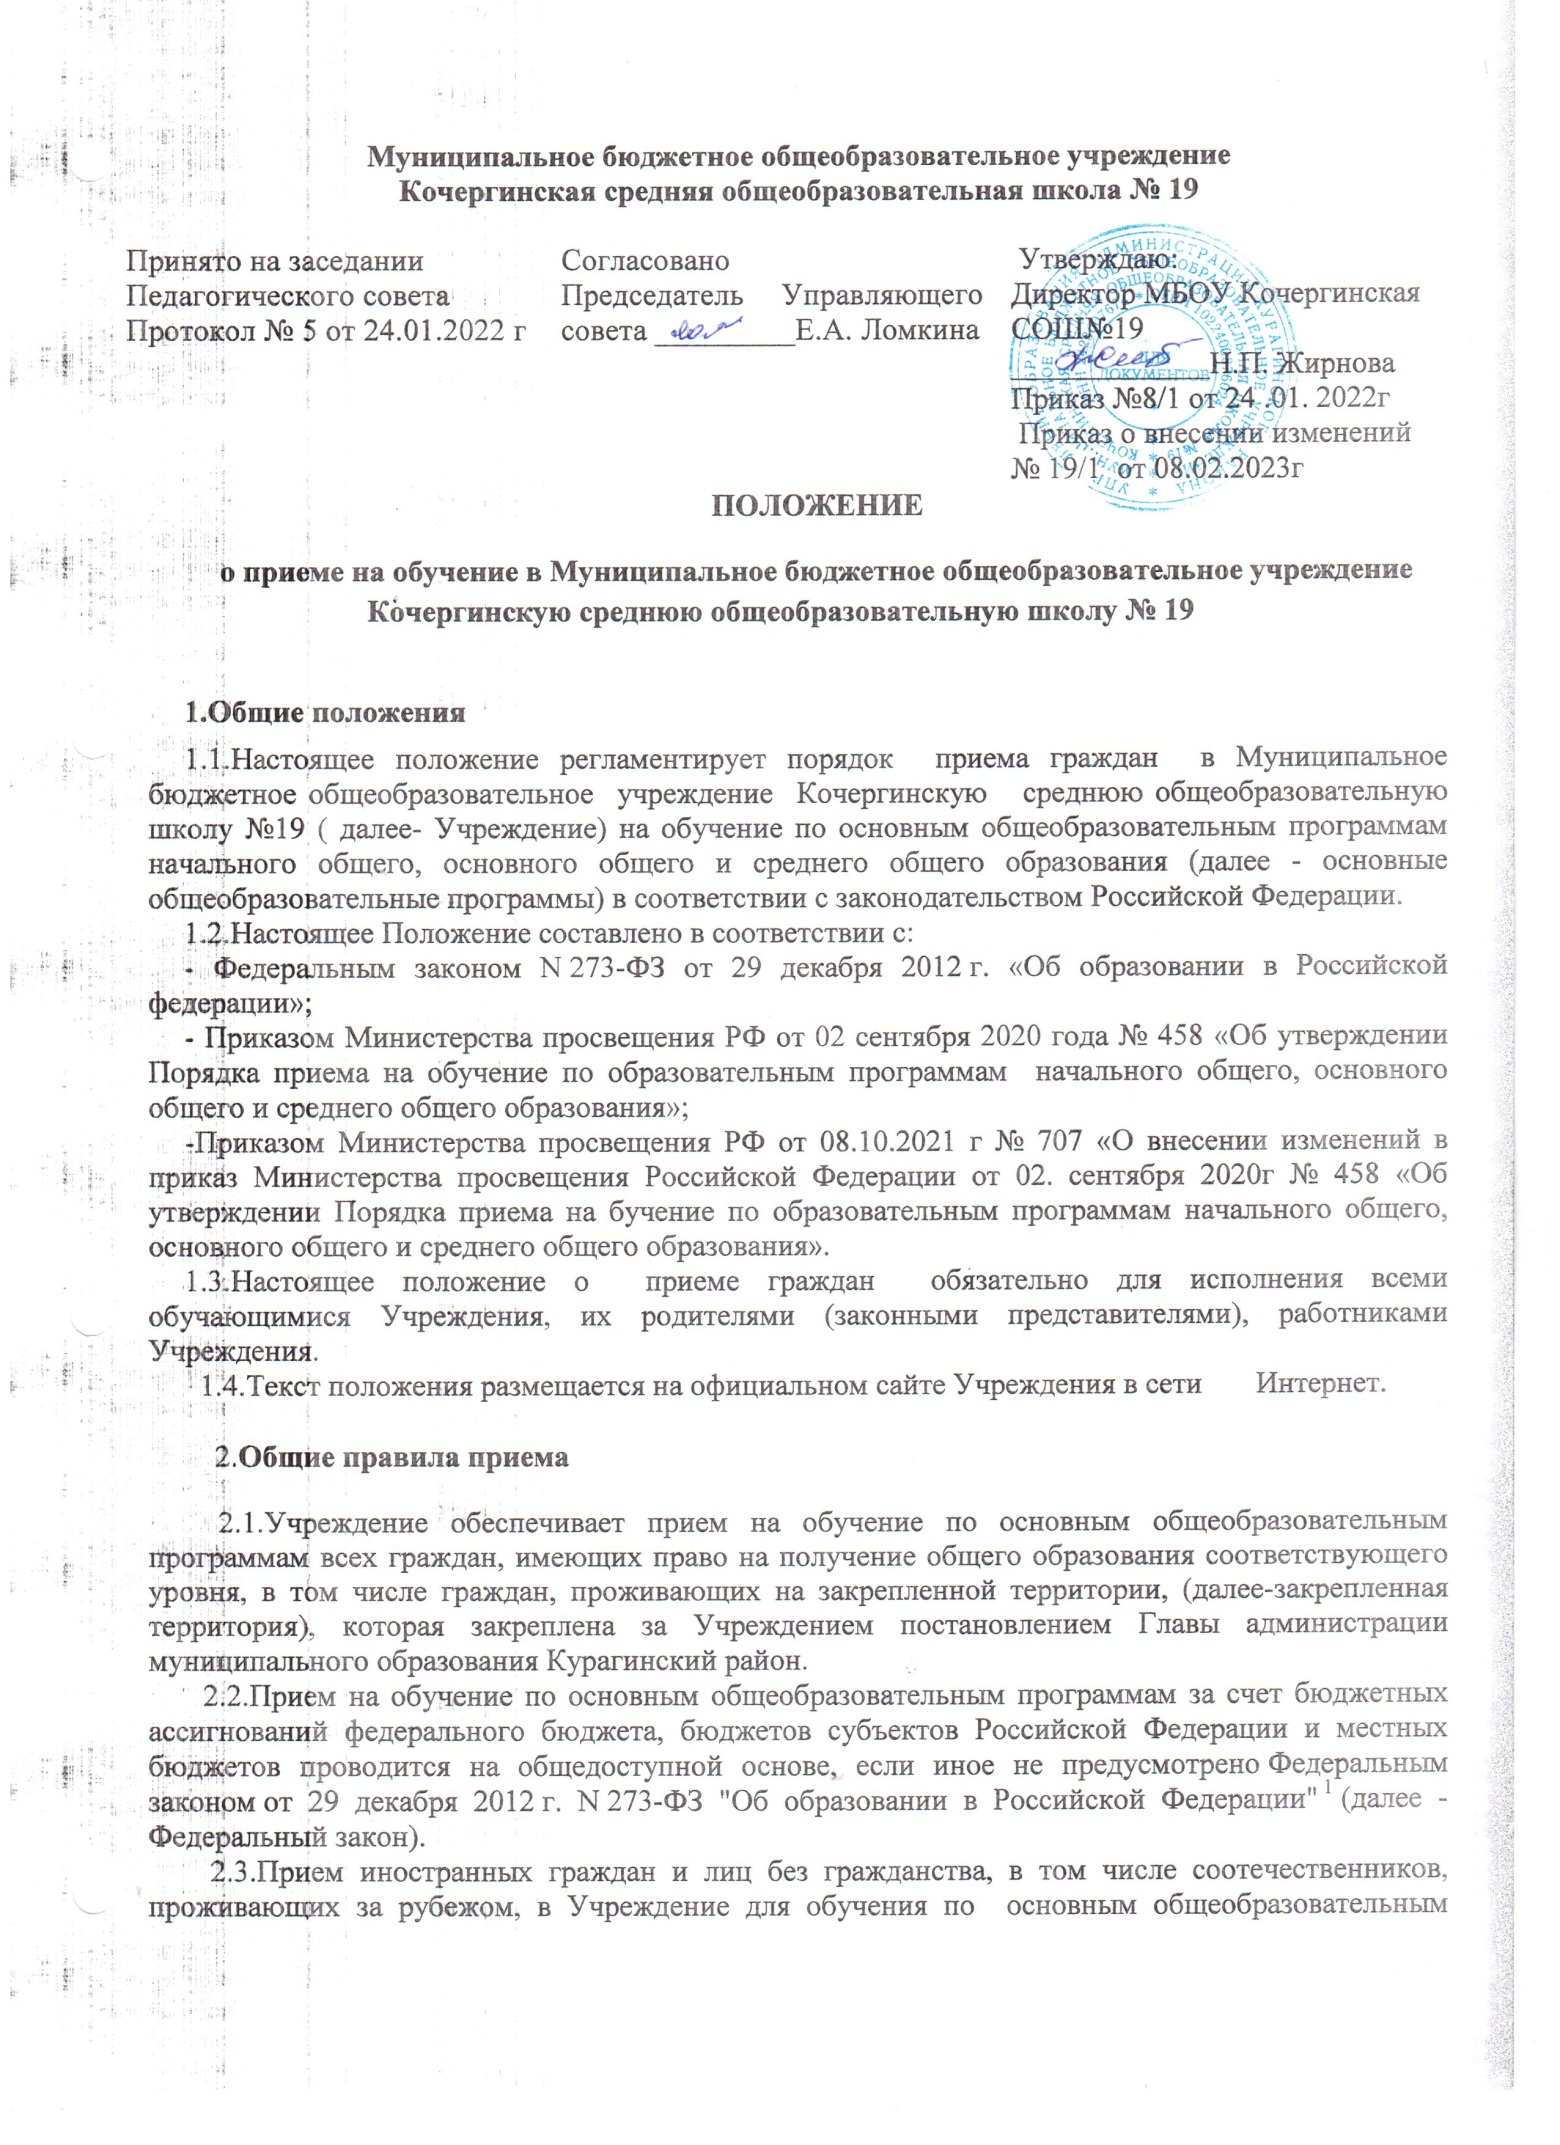 Муниципальное бюджетное общеобразовательное учреждение
Кочергинская средняя общеобразовательная школа № 19
Принято на заседании
Педагогического совета
Протокол № 5 от 24.01.2022 г
Согласовано
Председатель Управляющего
совета __________Е.А. Ломкина
Утверждаю:
Директор МБОУ Кочергинская
СОШ№19
______________Н.П. Жирнова
Приказ №8/1 от 24 .01. 2022г
Приказ о внесении изменений
№ 19/1 от 08.02.2023г
ДЛЯ ДОКУМЕНТОВ
ПОЛОЖЕНИЕ
о приеме на обучение в Муниципальное бюджетное общеобразовательное учреждение
Кочергинскую среднюю общеобразовательную школу № 19
1.Общие положения
1.1.Настоящее положение регламентирует порядок приема граждан в Муниципальное
бюджетное общеобразовательное учреждение Кочергинскую среднюю общеобразовательную
школу №19 ( далее- Учреждение) на обучение по основным общеобразовательным программам
начального общего, основного общего и среднего общего образования (далее - основные
общеобразовательные программы) в соответствии с законодательством Российской Федерации.
1.2.Настоящее Положение составлено в соответствии с:
- Федеральным законом N 273-ФЗ от 29 декабря 2012 г. «Об образовании в Российской
федерации»;
- Приказом Министерства просвещения РФ от 02 сентября 2020 года № 458 «Об утверждении
Порядка приема на обучение по образовательным программам начального общего, основного
общего и среднего общего образования»;
-Приказом Министерства просвещения РФ от 08.10.2021 г № 707 «О внесении изменений в
приказ Министерства просвещения Российской Федерации от 02. сентября 2020г № 458 «Об
утверждении Порядка приема на бучение по образовательным программам начального общего,
основного общего и среднего общего образования».
1.3.Настоящее положение о приеме граждан обязательно для исполнения всеми
обучающимися Учреждения, их родителями (законными представителями), работниками
Учреждения.
1.4.Текст положения размещается на официальном сайте Учреждения в сети Интернет.
2.Общие правила приема
2.1.Учреждение обеспечивает прием на обучение по основным общеобразовательным
программам всех граждан, имеющих право на получение общего образования соответствующего
уровня, в том числе граждан, проживающих на закрепленной территории, (далее-закрепленная
территория), которая закреплена за Учреждением постановлением Главы администрации
муниципального образования Курагинский район.
2.2.Прием на обучение по основным общеобразовательным программам за счет бюджетных
ассигнований федерального бюджета, бюджетов субъектов Российской Федерации и местных
бюджетов проводится на общедоступной основе, если иное не предусмотрено Федеральным
законом от 29 декабря 2012 г. N 273-ФЗ "Об образовании в Российской Федерации" 1 (далее -
Федеральный закон).
2.3.Прием иностранных граждан и лиц без гражданства, в том числе соотечественников,
проживающих за рубежом, в Учреждение для обучения по основным общеобразовательным